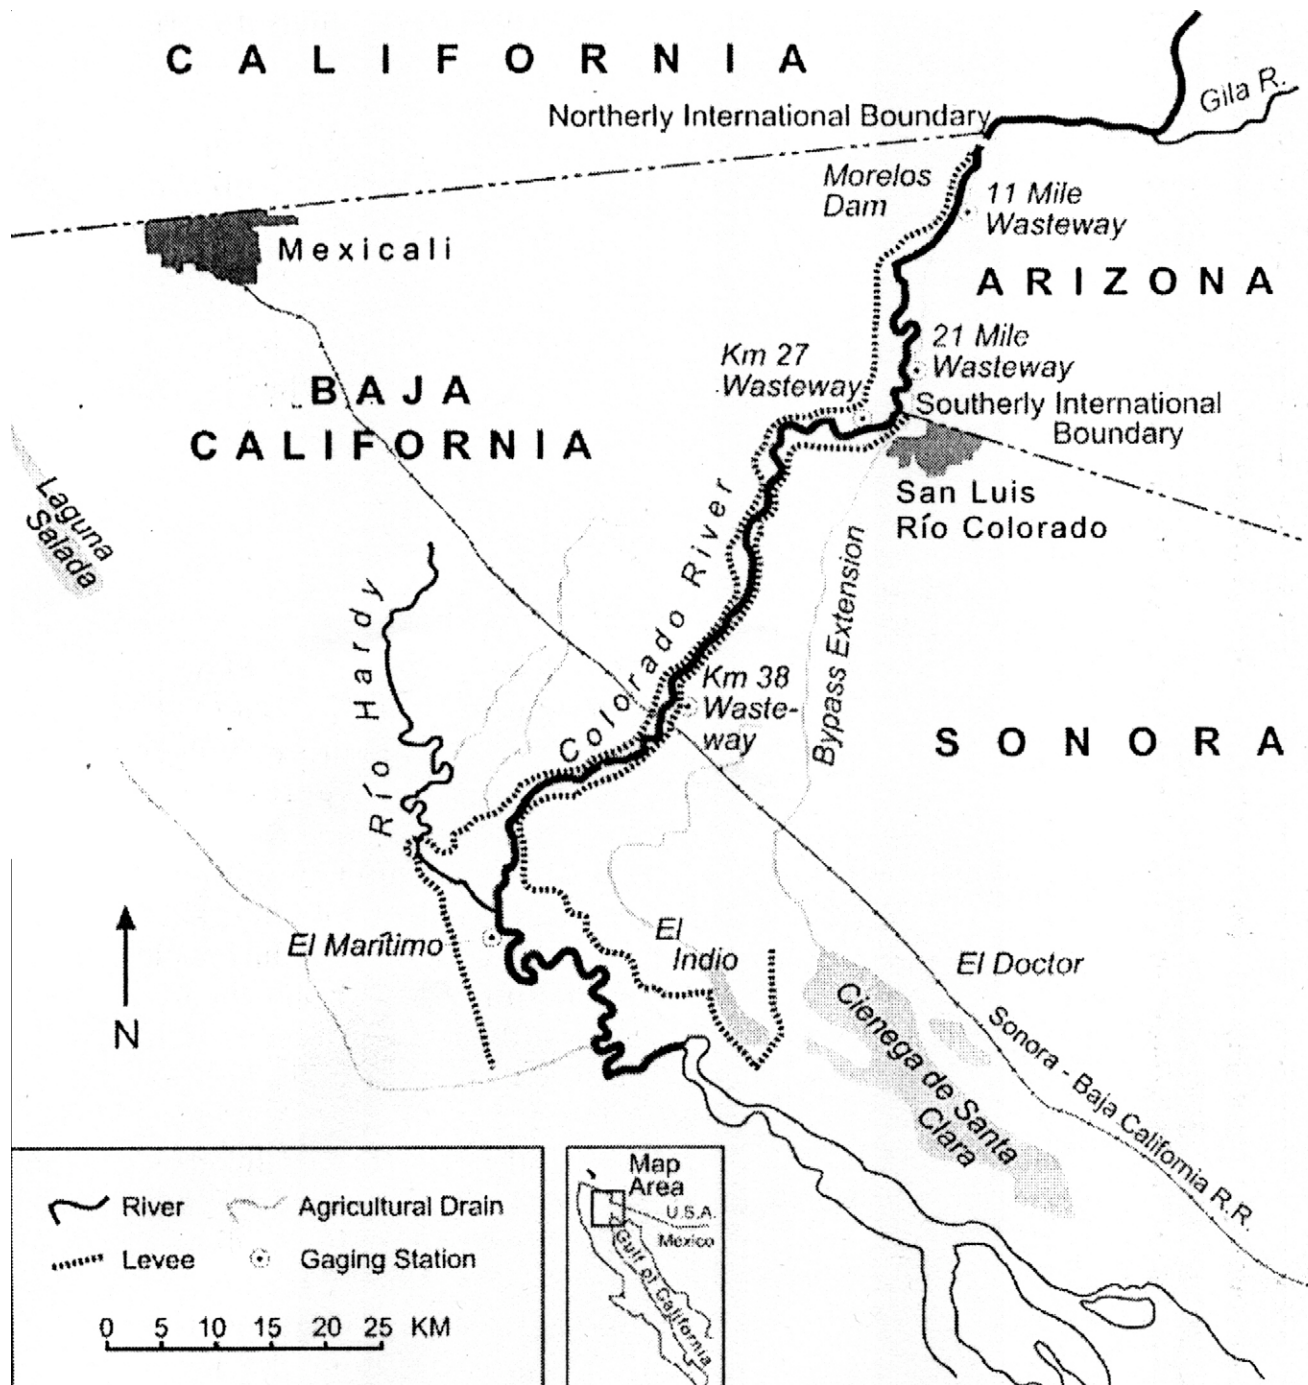 CALIFORNIA
Northerly International Boundary
Gila R.
Morelos
Dam
11 Mile
Wasteway
Mexicali
ARIZONA
21 Mile
Wasteway
Km 27
Wasteway
BAJA
CALIFORNIA
Southerly International
Boundary
Laguna
Salada
San Luis
Río Colorado
Colorado River
Bypass Extension
Río Hardy
Km 38
Waste-
way
SONORA
El Marítimo
El
Indio
El Doctor
Cienega de Santa
Clara
Sonora - Baja California R.R.
N
River
Agricultural Drain
Levee
Gaging Station
0 5 10 15 20 25 KM
Map
Area
U.S.A.
Mexico
Gulf of California